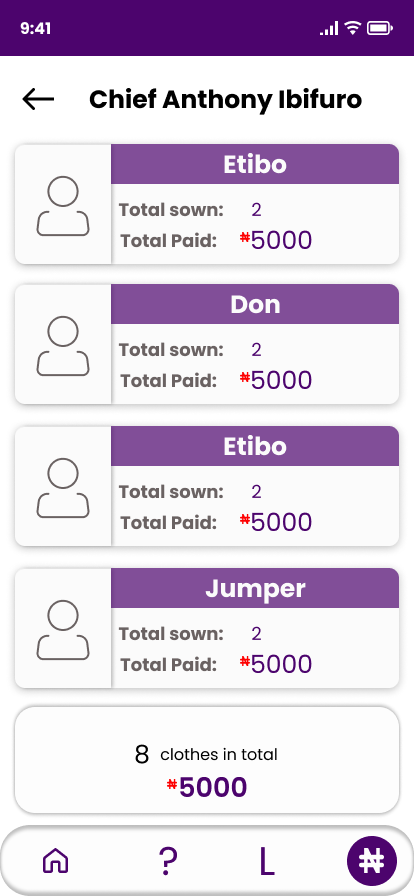 9:41
Chief Anthony Ibifuro
Etibo
Total sown: 2
Total Paid: ₦5000
Don
Total sown: 2
Total Paid: ₦5000
Etibo
Total sown: 2
Total Paid: ₦5000
Jumper
Total sown: 2
Total Paid: ₦5000
8 clothes in total
₦5000
? L ₦